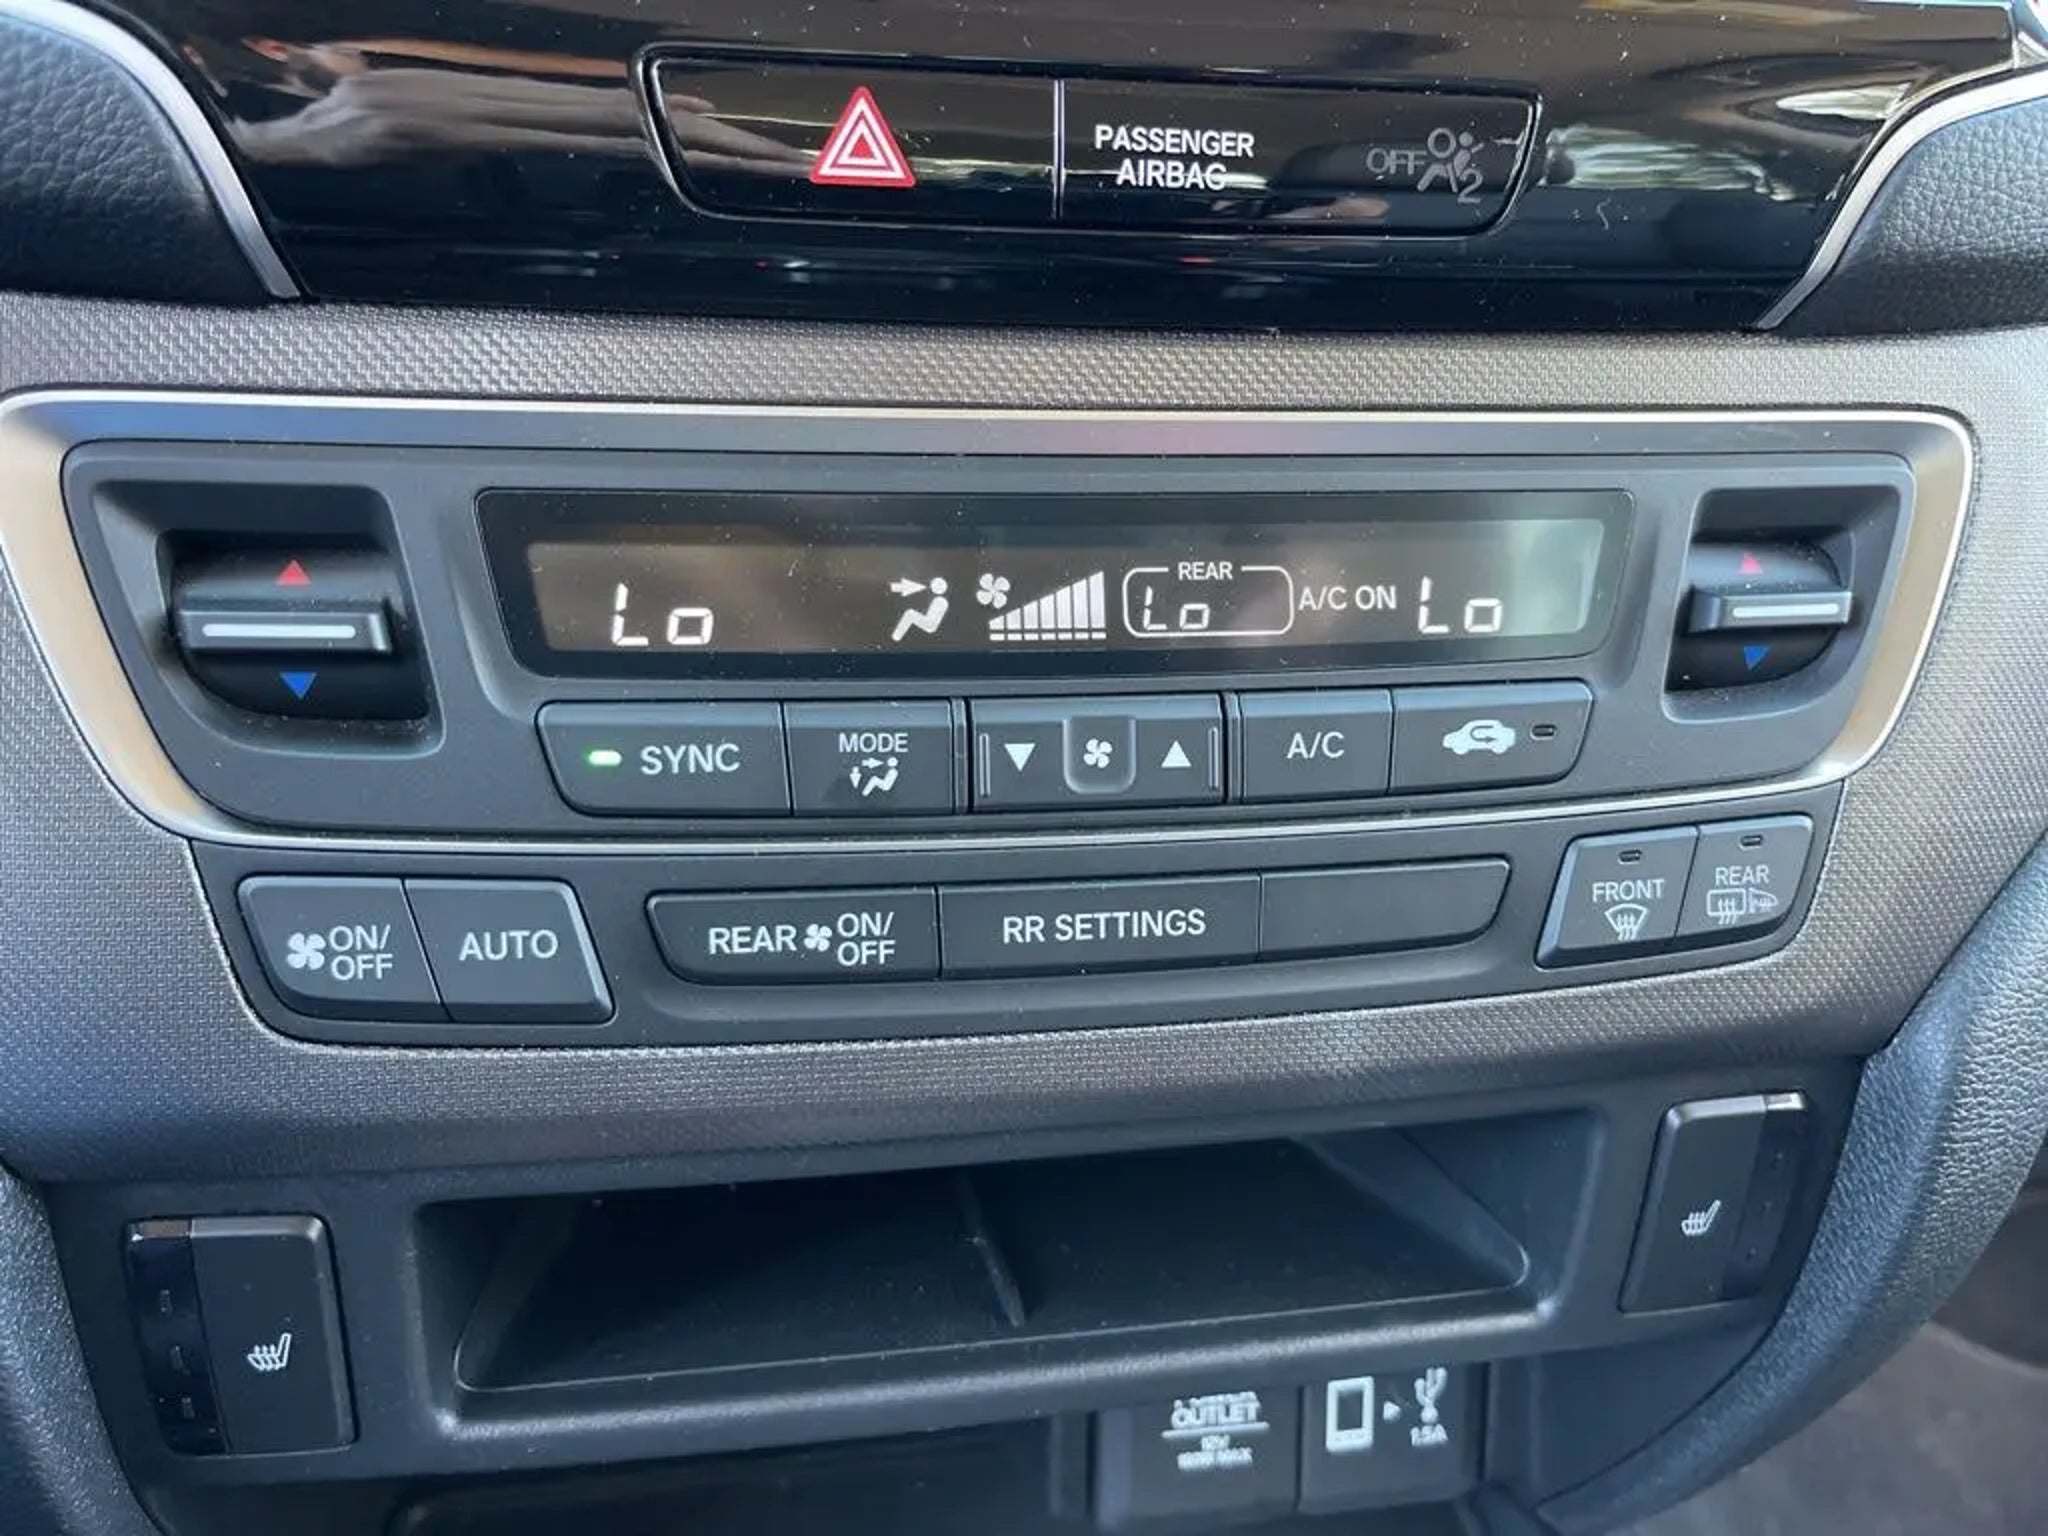 PASSENGER
AIRBAG
OFF
2
Lo
REAR
Lo
A/C ON
Lo
SYNC
MODE
A/C
ON/
OFF
AUTO
REAR
ON/
OFF
RR SETTINGS
FRONT
REAR
OUTLET
1.5A